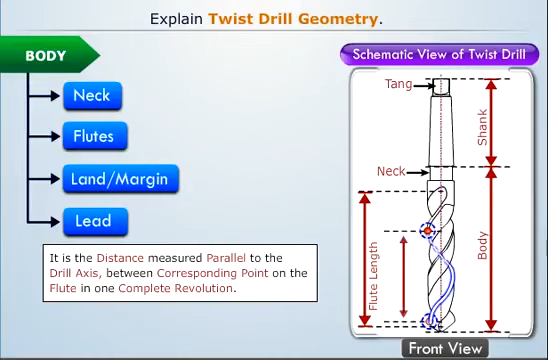 Explain Twist Drill Geometry.
BODY
Neck
Flutes
Land/Margin
Lead
It is the Distance measured Parallel to the
Drill Axis, between Corresponding Point on the
Flute in one Complete Revolution.
Schematic View of Twist Drill
Tang
Shank
Neck
Body
Flute Length
Front View